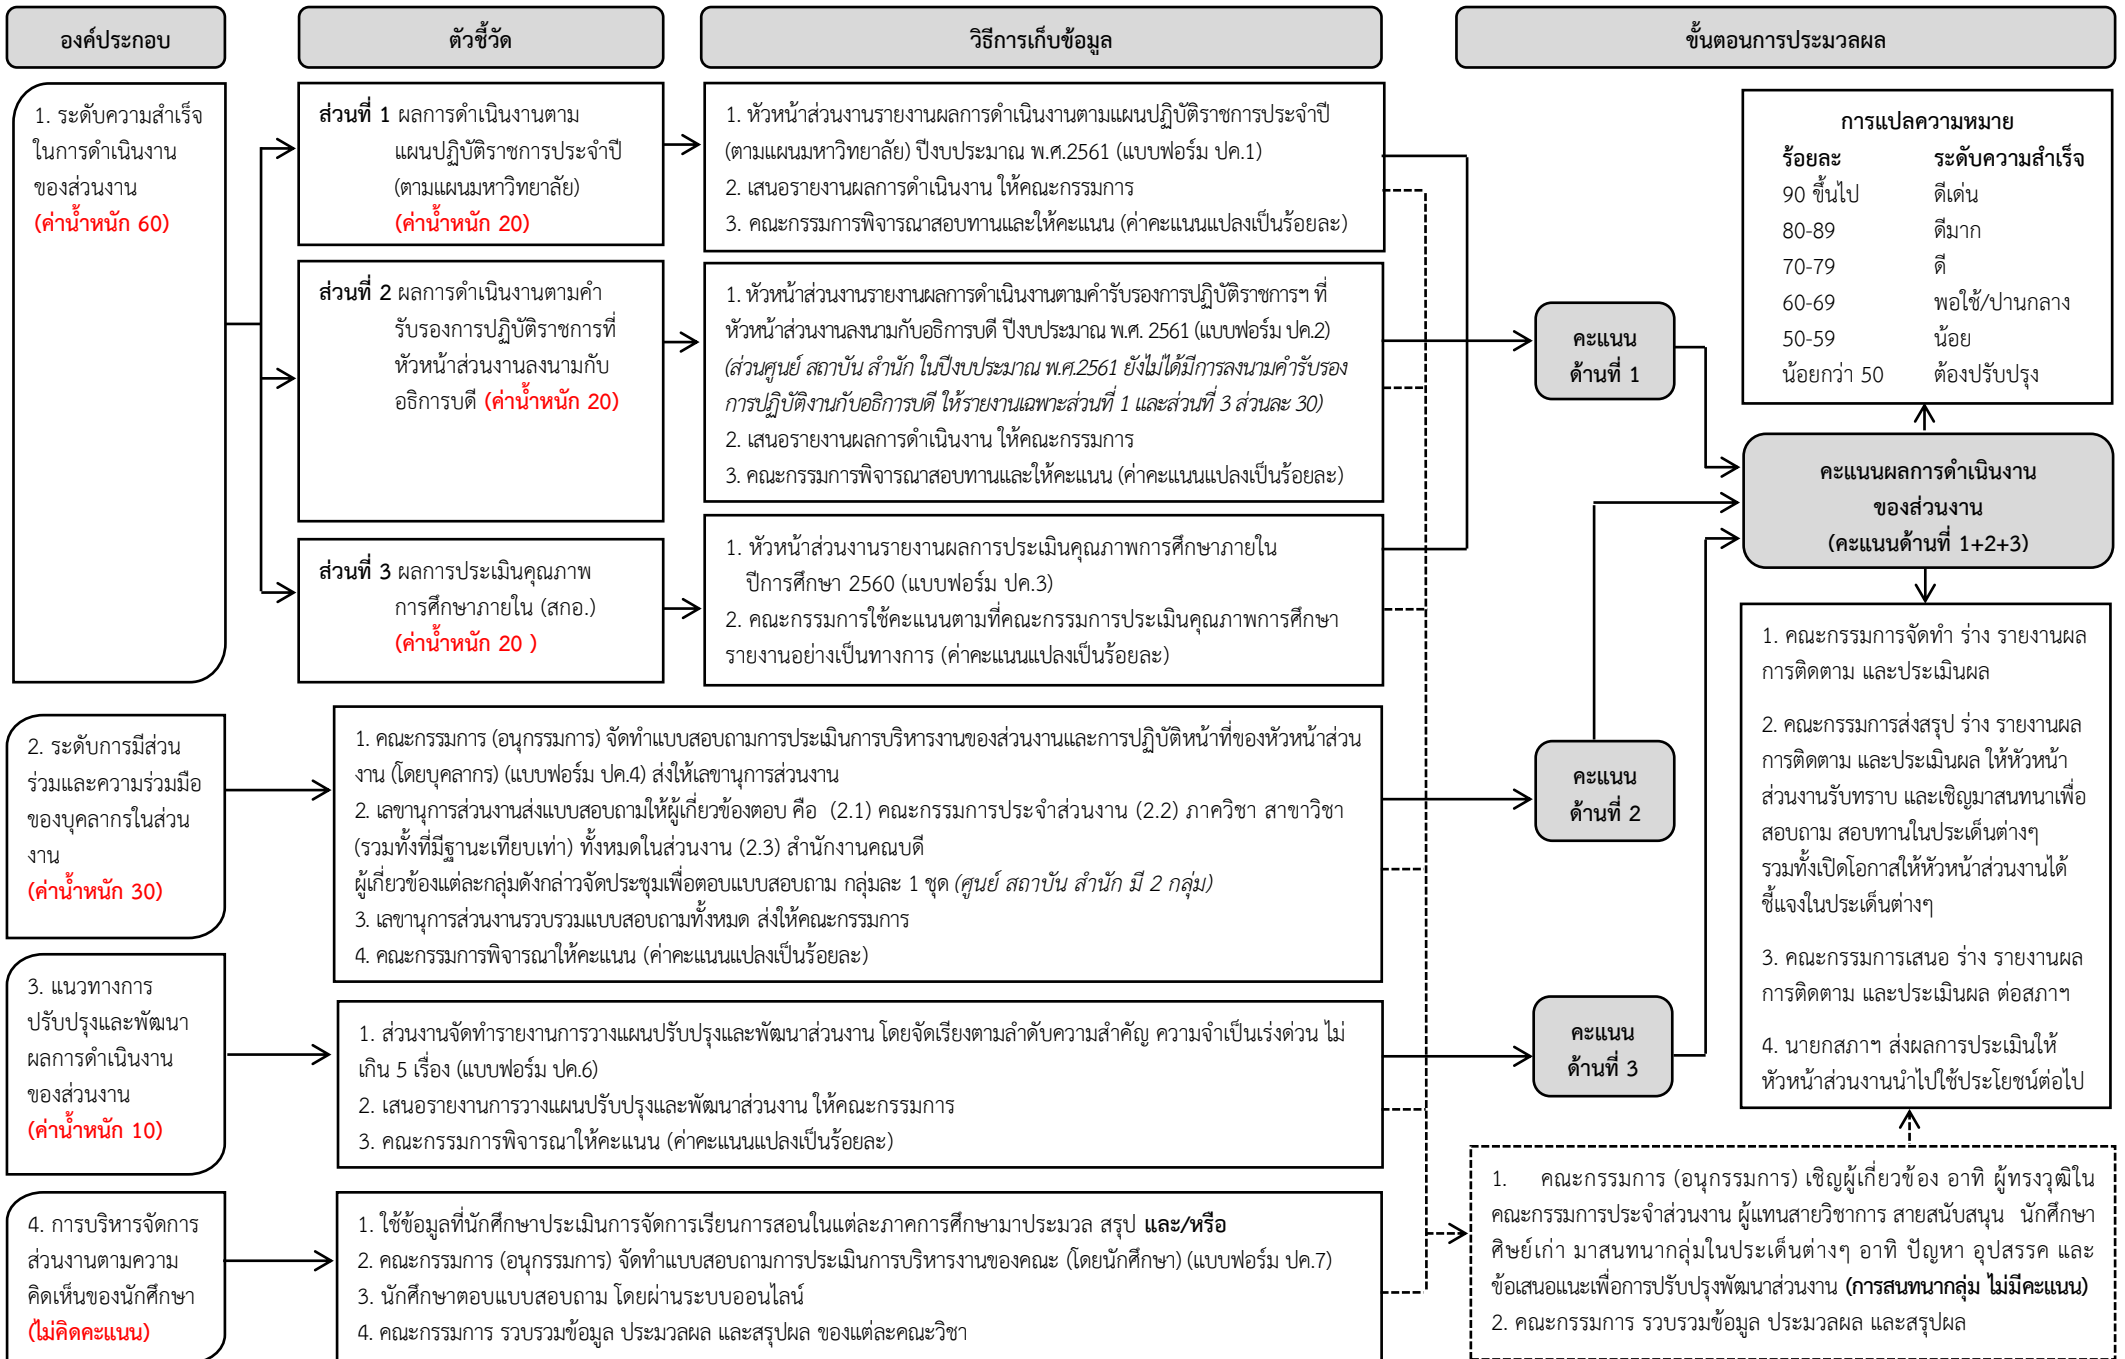 องค์ประกอบ
ตัวชี้วัด
วิธีการเก็บข้อมูล
ขั้นตอนการประมวลผล
1. ระดับความสำเร็จ
ในการดำเนินงาน
ของส่วนงาน
(ค่าน้ำหนัก 60)
ส่วนที่ 1 ผลการดำเนินงานตาม
แผนปฏิบัติราชการประจำปี
(ตามแผนมหาวิทยาลัย)
(ค่าน้ำหนัก 20)
1. หัวหน้าส่วนงานรายงานผลการดำเนินงานตามแผนปฏิบัติราชการประจำปี
(ตามแผนมหาวิทยาลัย) ปีงบประมาณ พ.ศ.2561 (แบบฟอร์ม ปค.1)
2. เสนอรายงานผลการดำเนินงาน ให้คณะกรรมการ
3. คณะกรรมการพิจารณาสอบทานและให้คะแนน (ค่าคะแนนแปลงเป็นร้อยละ)
ส่วนที่ 2 ผลการดำเนินงานตามคำ
รับรองการปฏิบัติราชการที่
หัวหน้าส่วนงานลงนามกับ
อธิการบดี (ค่าน้ำหนัก 20)
1. หัวหน้าส่วนงานรายงานผลการดำเนินงานตามคำรับรองการปฏิบัติราชการฯ ที่
หัวหน้าส่วนงานลงนามกับอธิการบดี ปีงบประมาณ พ.ศ. 2561 (แบบฟอร์ม ปค.2)
(ส่วนศูนย์ สถาบัน สำนัก ในปีงบประมาณ พ.ศ.2561 ยังไม่ได้มีการลงนามคำรับรอง
การปฏิบัติงานกับอธิการบดี ให้รายงานเฉพาะส่วนที่ 1 และส่วนที่ 3 ส่วนละ 30)
2. เสนอรายงานผลการดำเนินงาน ให้คณะกรรมการ
3. คณะกรรมการพิจารณาสอบทานและให้คะแนน (ค่าคะแนนแปลงเป็นร้อยละ)
ส่วนที่ 3 ผลการประเมินคุณภาพ
การศึกษาภายใน (สกอ.)
(ค่าน้ำหนัก 20 )
1. หัวหน้าส่วนงานรายงานผลการประเมินคุณภาพการศึกษาภายใน
ปีการศึกษา 2560 (แบบฟอร์ม ปค.3)
2. คณะกรรมการใช้คะแนนตามที่คณะกรรมการประเมินคุณภาพการศึกษา
รายงานอย่างเป็นทางการ (ค่าคะแนนแปลงเป็นร้อยละ)
2. ระดับการมีส่วน
ร่วมและความร่วมมือ
ของบุคลากรในส่วน
งาน
(ค่าน้ำหนัก 30)
1. คณะกรรมการ (อนุกรรมการ) จัดทำแบบสอบถามการประเมินการบริหารงานของส่วนงานและการปฏิบัติหน้าที่ของหัวหน้าส่วน
งาน (โดยบุคลากร) (แบบฟอร์ม ปค.4) ส่งให้เลขานุการส่วนงาน
2. เลขานุการส่วนงานส่งแบบสอบถามให้ผู้เกี่ยวข้องตอบ คือ (2.1) คณะกรรมการประจำส่วนงาน (2.2) ภาควิชา สาขาวิชา
(รวมทั้งที่มีฐานะเทียบเท่า) ทั้งหมดในส่วนงาน (2.3) สำนักงานคณบดี
ผู้เกี่ยวข้องแต่ละกลุ่มดังกล่าวจัดประชุมเพื่อตอบแบบสอบถาม กลุ่มละ 1 ชุด (ศูนย์ สถาบัน สำนัก มี 2 กลุ่ม)
3. เลขานุการส่วนงานรวบรวมแบบสอบถามทั้งหมด ส่งให้คณะกรรมการ
4. คณะกรรมการพิจารณาให้คะแนน (ค่าคะแนนแปลงเป็นร้อยละ)
3. แนวทางการ
ปรับปรุงและพัฒนา
ผลการดำเนินงาน
ของส่วนงาน
(ค่าน้ำหนัก 10)
1. ส่วนงานจัดทำรายงานการวางแผนปรับปรุงและพัฒนาส่วนงาน โดยจัดเรียงตามลำดับความสำคัญ ความจำเป็นเร่งด่วน ไม่
เกิน 5 เรื่อง (แบบฟอร์ม ปค.6)
2. เสนอรายงานการวางแผนปรับปรุงและพัฒนาส่วนงาน ให้คณะกรรมการ
3. คณะกรรมการพิจารณาให้คะแนน (ค่าคะแนนแปลงเป็นร้อยละ)
4. การบริหารจัดการ
ส่วนงานตามความ
คิดเห็นของนักศึกษา
(ไม่คิดคะแนน)
1. ใช้ข้อมูลที่นักศึกษาประเมินการจัดการเรียนการสอนในแต่ละภาคการศึกษามาประมวล สรุป และ/หรือ
2. คณะกรรมการ (อนุกรรมการ) จัดทำแบบสอบถามการประเมินการบริหารงานของคณะ (โดยนักศึกษา) (แบบฟอร์ม ปค.7)
3. นักศึกษาตอบแบบสอบถาม โดยผ่านระบบออนไลน์
4. คณะกรรมการ รวบรวมข้อมูล ประมวลผล และสรุปผล ของแต่ละคณะวิชา
คะแนน
ด้านที่ 1
คะแนน
ด้านที่ 2
คะแนน
ด้านที่ 3
การแปลความหมาย
ร้อยละ ระดับความสำเร็จ
90 ขึ้นไป ดีเด่น
80-89 ดีมาก
70-79 ดี
60-69 พอใช้/ปานกลาง
50-59 น้อย
น้อยกว่า 50 ต้องปรับปรุง
คะแนนผลการดำเนินงาน
ของส่วนงาน
(คะแนนด้านที่ 1+2+3)
1. คณะกรรมการจัดทำ ร่าง รายงานผล
การติดตาม และประเมินผล
2. คณะกรรมการส่งสรุป ร่าง รายงานผล
การติดตาม และประเมินผล ให้หัวหน้า
ส่วนงานรับทราบ และเชิญมาสนทนาเพื่อ
สอบถาม สอบทานในประเด็นต่างๆ
รวมทั้งเปิดโอกาสให้หัวหน้าส่วนงานได้
ชี้แจงในประเด็นต่างๆ
3. คณะกรรมการเสนอ ร่าง รายงานผล
การติดตาม และประเมินผล ต่อสภาฯ
4. นายกสภาฯ ส่งผลการประเมินให้
หัวหน้าส่วนงานนำไปใช้ประโยชน์ต่อไป
1. คณะกรรมการ (อนุกรรมการ) เชิญผู้เกี่ยวข้อง อาทิ ผู้ทรงวุฒิใน
คณะกรรมการประจำส่วนงาน ผู้แทนสายวิชาการ สายสนับสนุน นักศึกษา
ศิษย์เก่า มาสนทนากลุ่มในประเด็นต่างๆ อาทิ ปัญหา อุปสรรค และ
ข้อเสนอแนะเพื่อการปรับปรุงพัฒนาส่วนงาน (การสนทนากลุ่ม ไม่มีคะแนน)
2. คณะกรรมการ รวบรวมข้อมูล ประมวลผล และสรุปผล